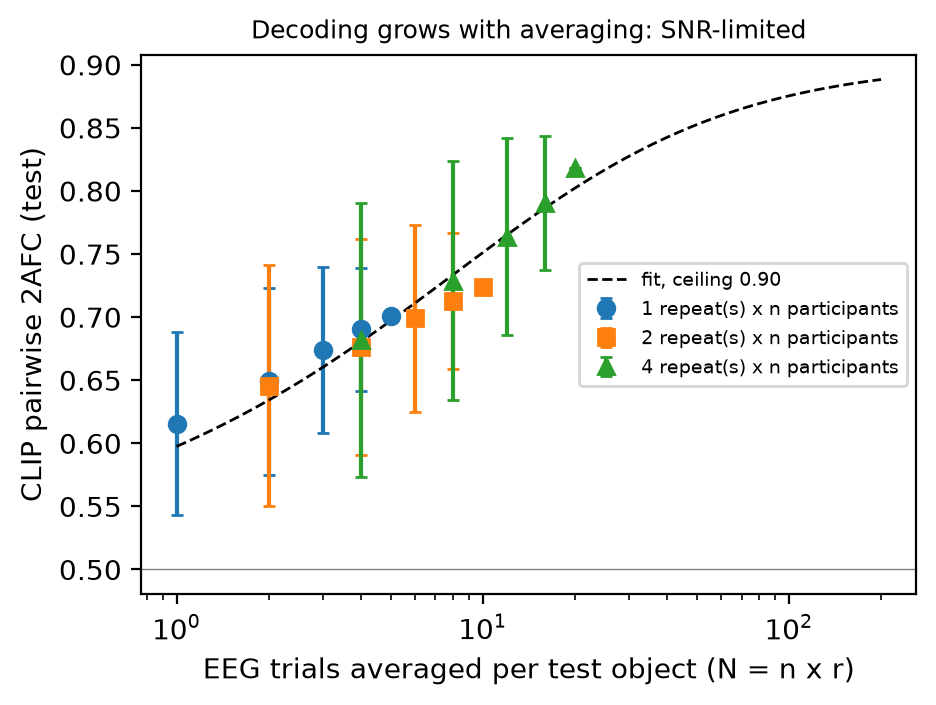 Decoding grows with averaging: SNR-limited
CLIP pairwise 2AFC (test)
0.90
0.85
0.80
0.75
0.70
0.65
0.60
0.55
0.50
fit, ceiling 0.90
1 repeat(s) x n participants
2 repeat(s) x n participants
4 repeat(s) x n participants
10⁰
10¹
10²
EEG trials averaged per test object (N = n x r)